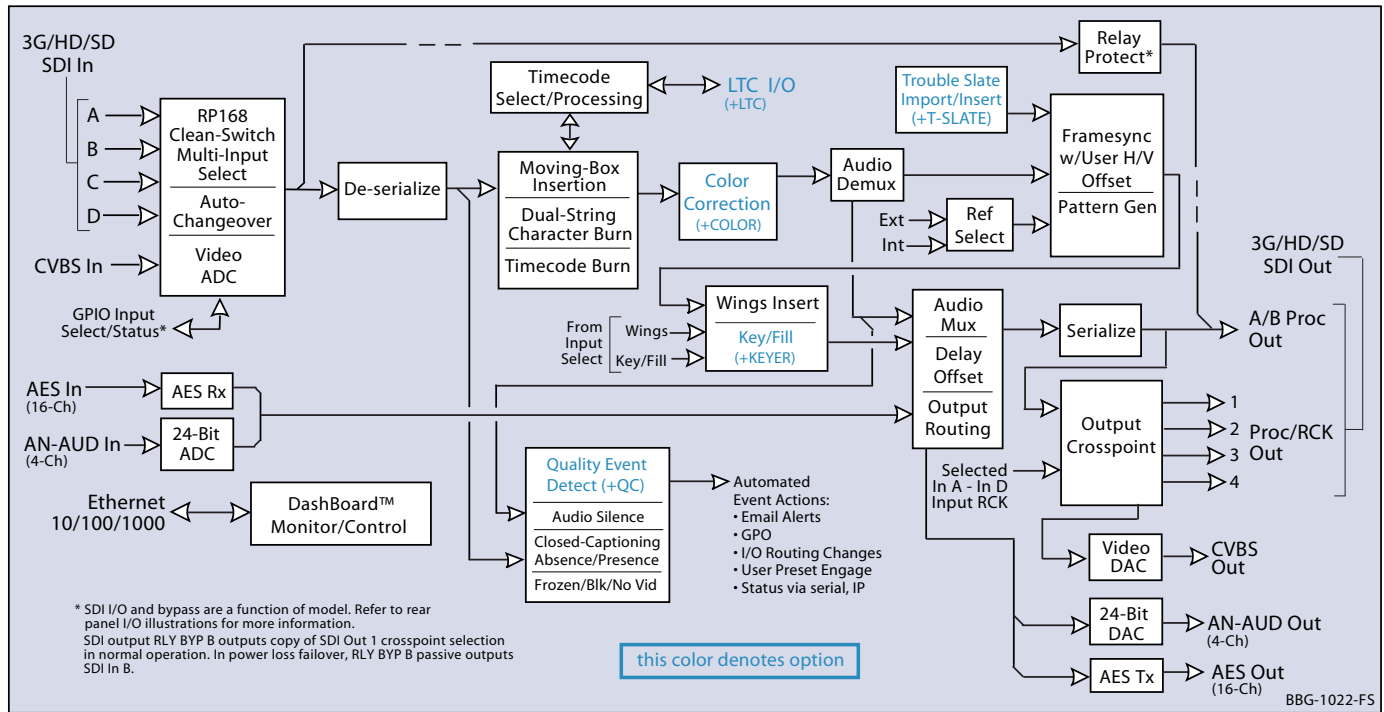 3G/HD/SD
SDI In
A
B
C
D
CVBS In
GPIO Input
Select/Status*
RP168
Clean-Switch
Multi-Input
Select
Auto-
Changeover
Video
ADC
De-serialize
Timecode
Select/Processing
LTC I/O
(+LTC)
Moving-Box
Insertion
Dual-String
Character Burn
Timecode Burn
Color
Correction
(+COLOR)
Audio
Demux
Trouble Slate
Import/Insert
(+T-SLATE)
Ext
Int
Ref
Select
Framesync
w/User H/V
Offset
Pattern Gen
Relay
Protect*
From
Input
Select
Wings
Key/Fill
Wings Insert
Key/Fill
(+KEYER)
Audio
Mux
Delay
Offset
Output
Routing
Serialize
3G/HD/SD
SDI Out
A/B Proc
Out
AES In
(16-Ch)
AES Rx
AN-AUD In
(4-Ch)
24-Bit
ADC
Ethernet
10/100/1000
DashBoard™
Monitor/Control
Quality Event
Detect (+QC)
Audio Silence
Closed-Captioning
Absence/Presence
Frozen/Blk/No Vid
Automated
Event Actions:
• Email Alerts
• GPO
• I/O Routing Changes
• User Preset Engage
• Status via serial, IP
Selected
In A - In D
Input RCK
Output
Crosspoint
1
2
3
4
Proc/RCK
Out
Video
DAC
CVBS
Out
24-Bit
DAC
AN-AUD Out
(4-Ch)
AES Tx
AES Out
(16-Ch)
* SDI I/O and bypass are a function of model. Refer to rear
panel I/O illustrations for more information.
SDI output RLY BYP B outputs copy of SDI Out 1 crosspoint selection
in normal operation. In power loss failover, RLY BYP B passive outputs
SDI In B.
this color denotes option
BBG-1022-FS